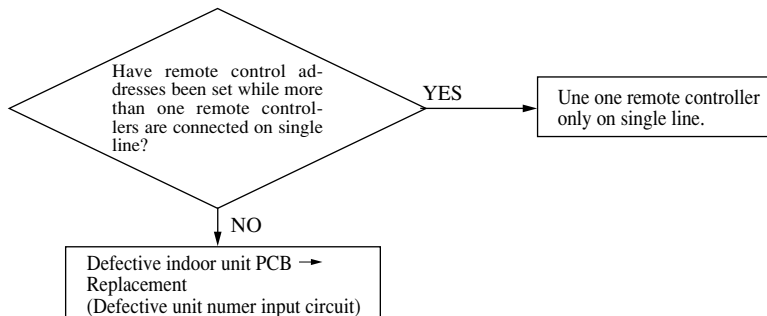 Have remote control ad-
dresses been set while more
than one remote control-
lers are connected on single
line?
YES
Une one remote controller
only on single line.
NO
Defective indoor unit PCB →
Replacement
(Defective unit numer input circuit)